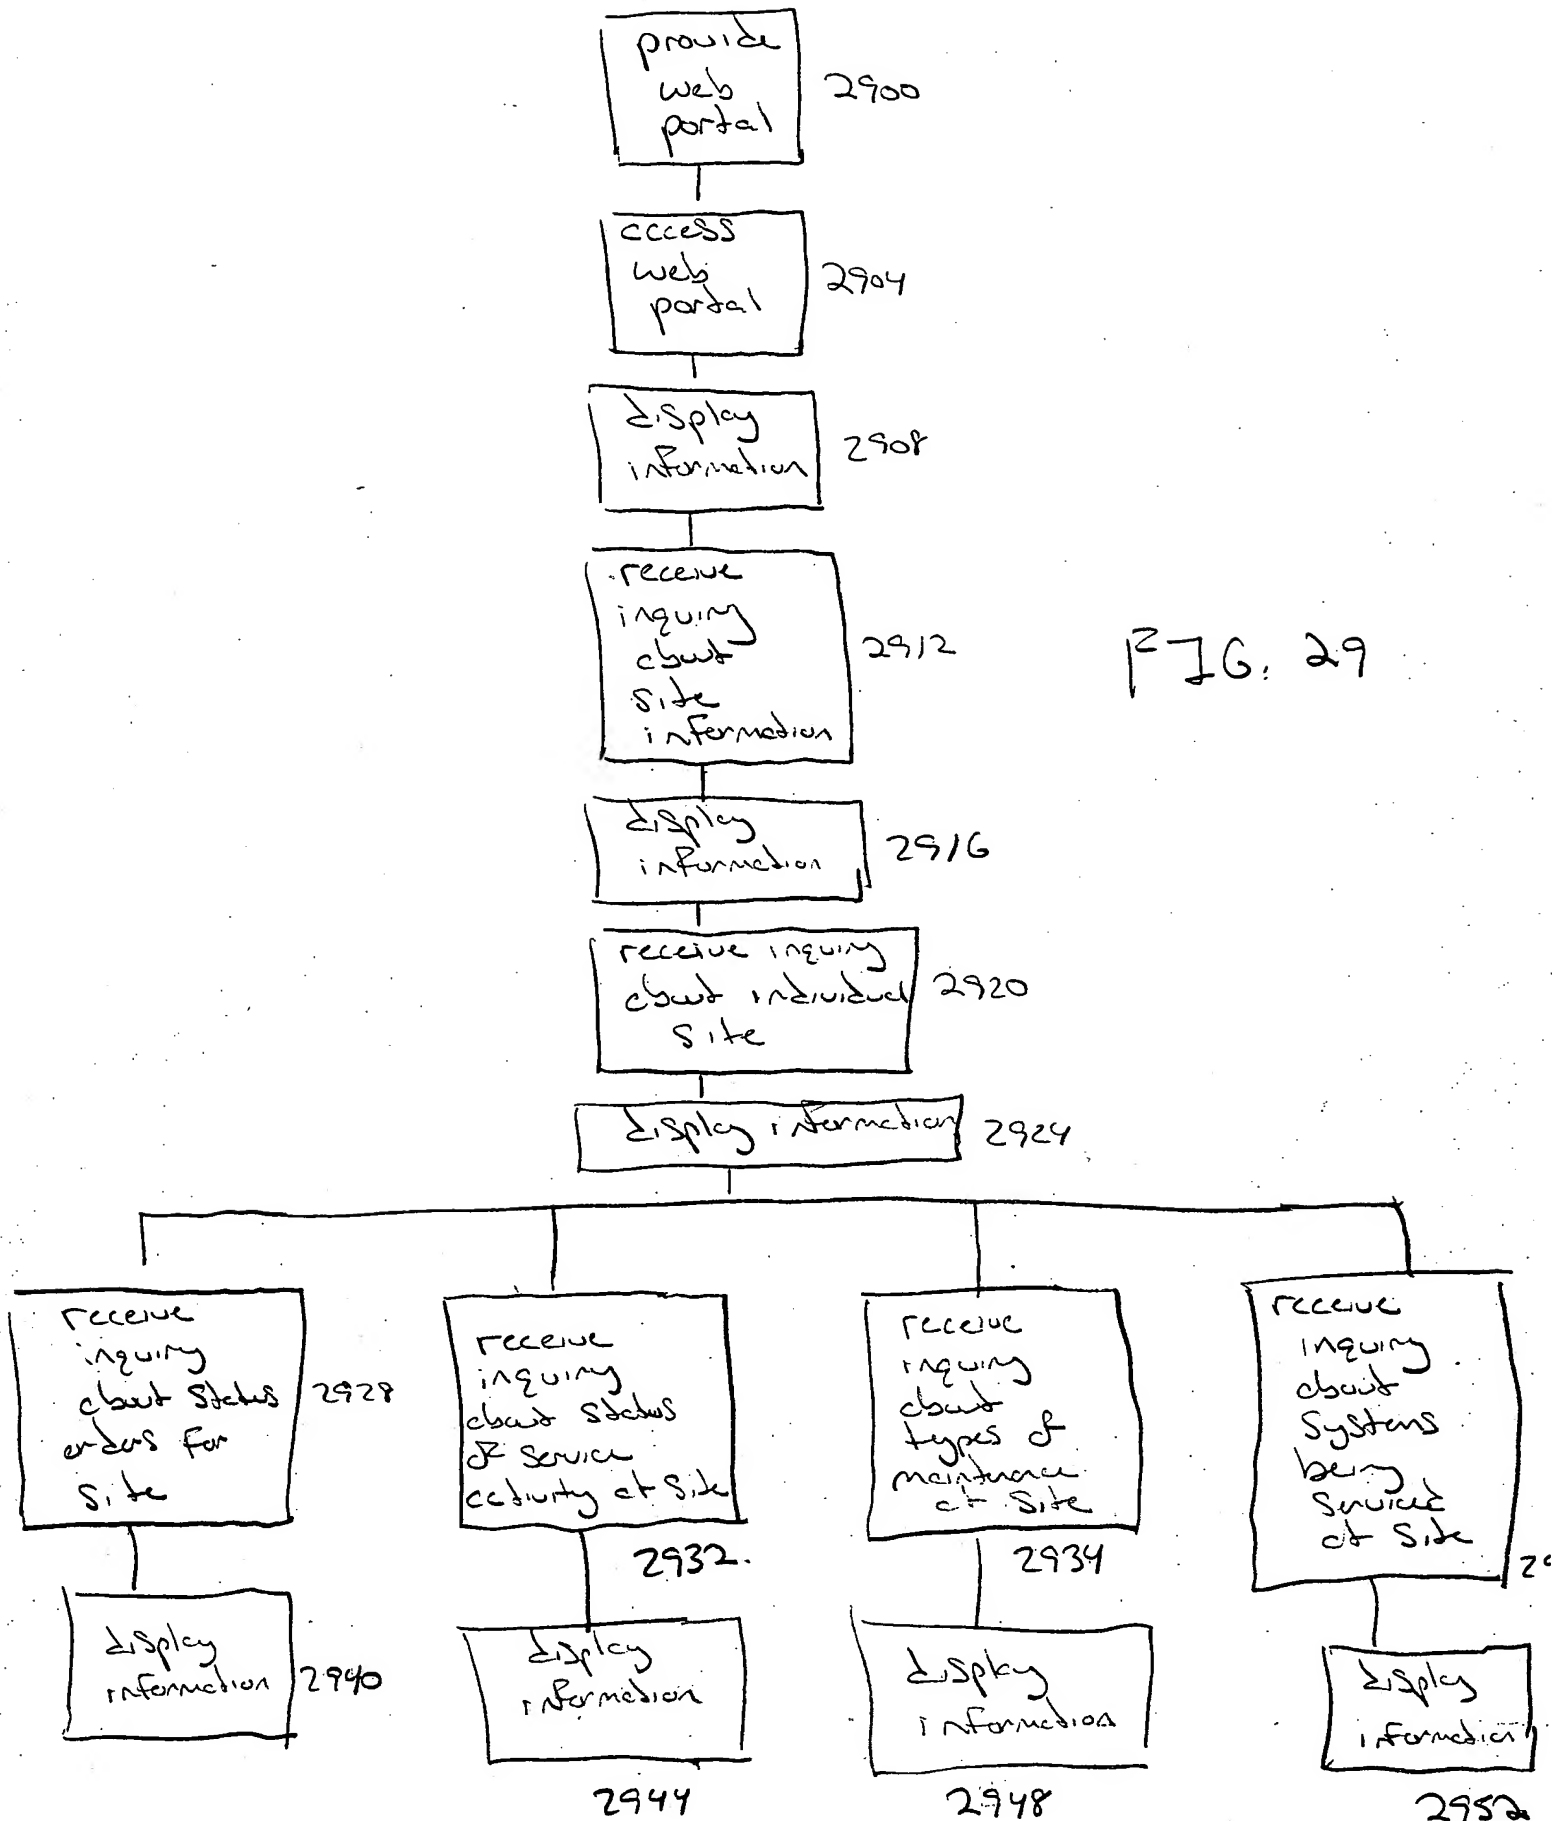 provide
web
portal
2900
access
web
portal
2904
display
information
2908
receive
inquiry
about
site
information
2912
FIG. 29
display
information
2916
receive inquiry
about individual
site
2920
display information
2924
receive
inquiry
about status
orders for
site
2928
receive
inquiry
about status
of service
activity at site
2932.
receive
inquiry
about
types of
maintenance
at site
2934
receive
inquiry
about
systems
being
serviced
at site
display
information
2940
display
information
2944
display
information
2948
display
information
2952